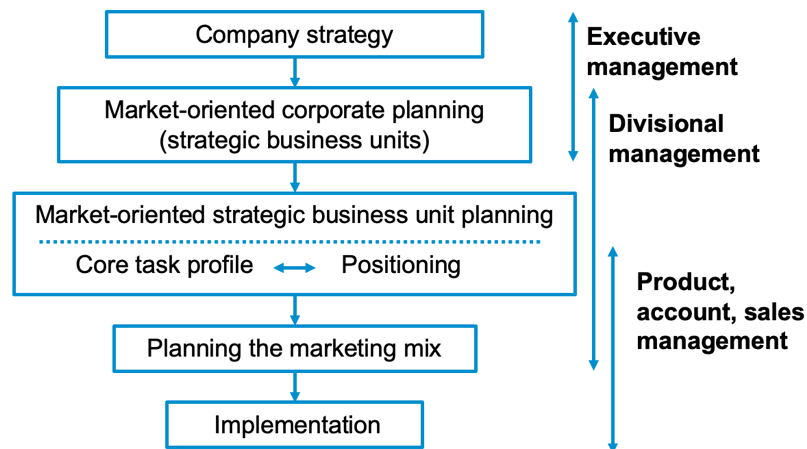 Company strategy
Executive
management
Market-oriented corporate planning
(strategic business units)
Divisional
management
Market-oriented strategic business unit planning
Core task profile
Positioning
Product,
account, sales
management
Planning the marketing mix
Implementation